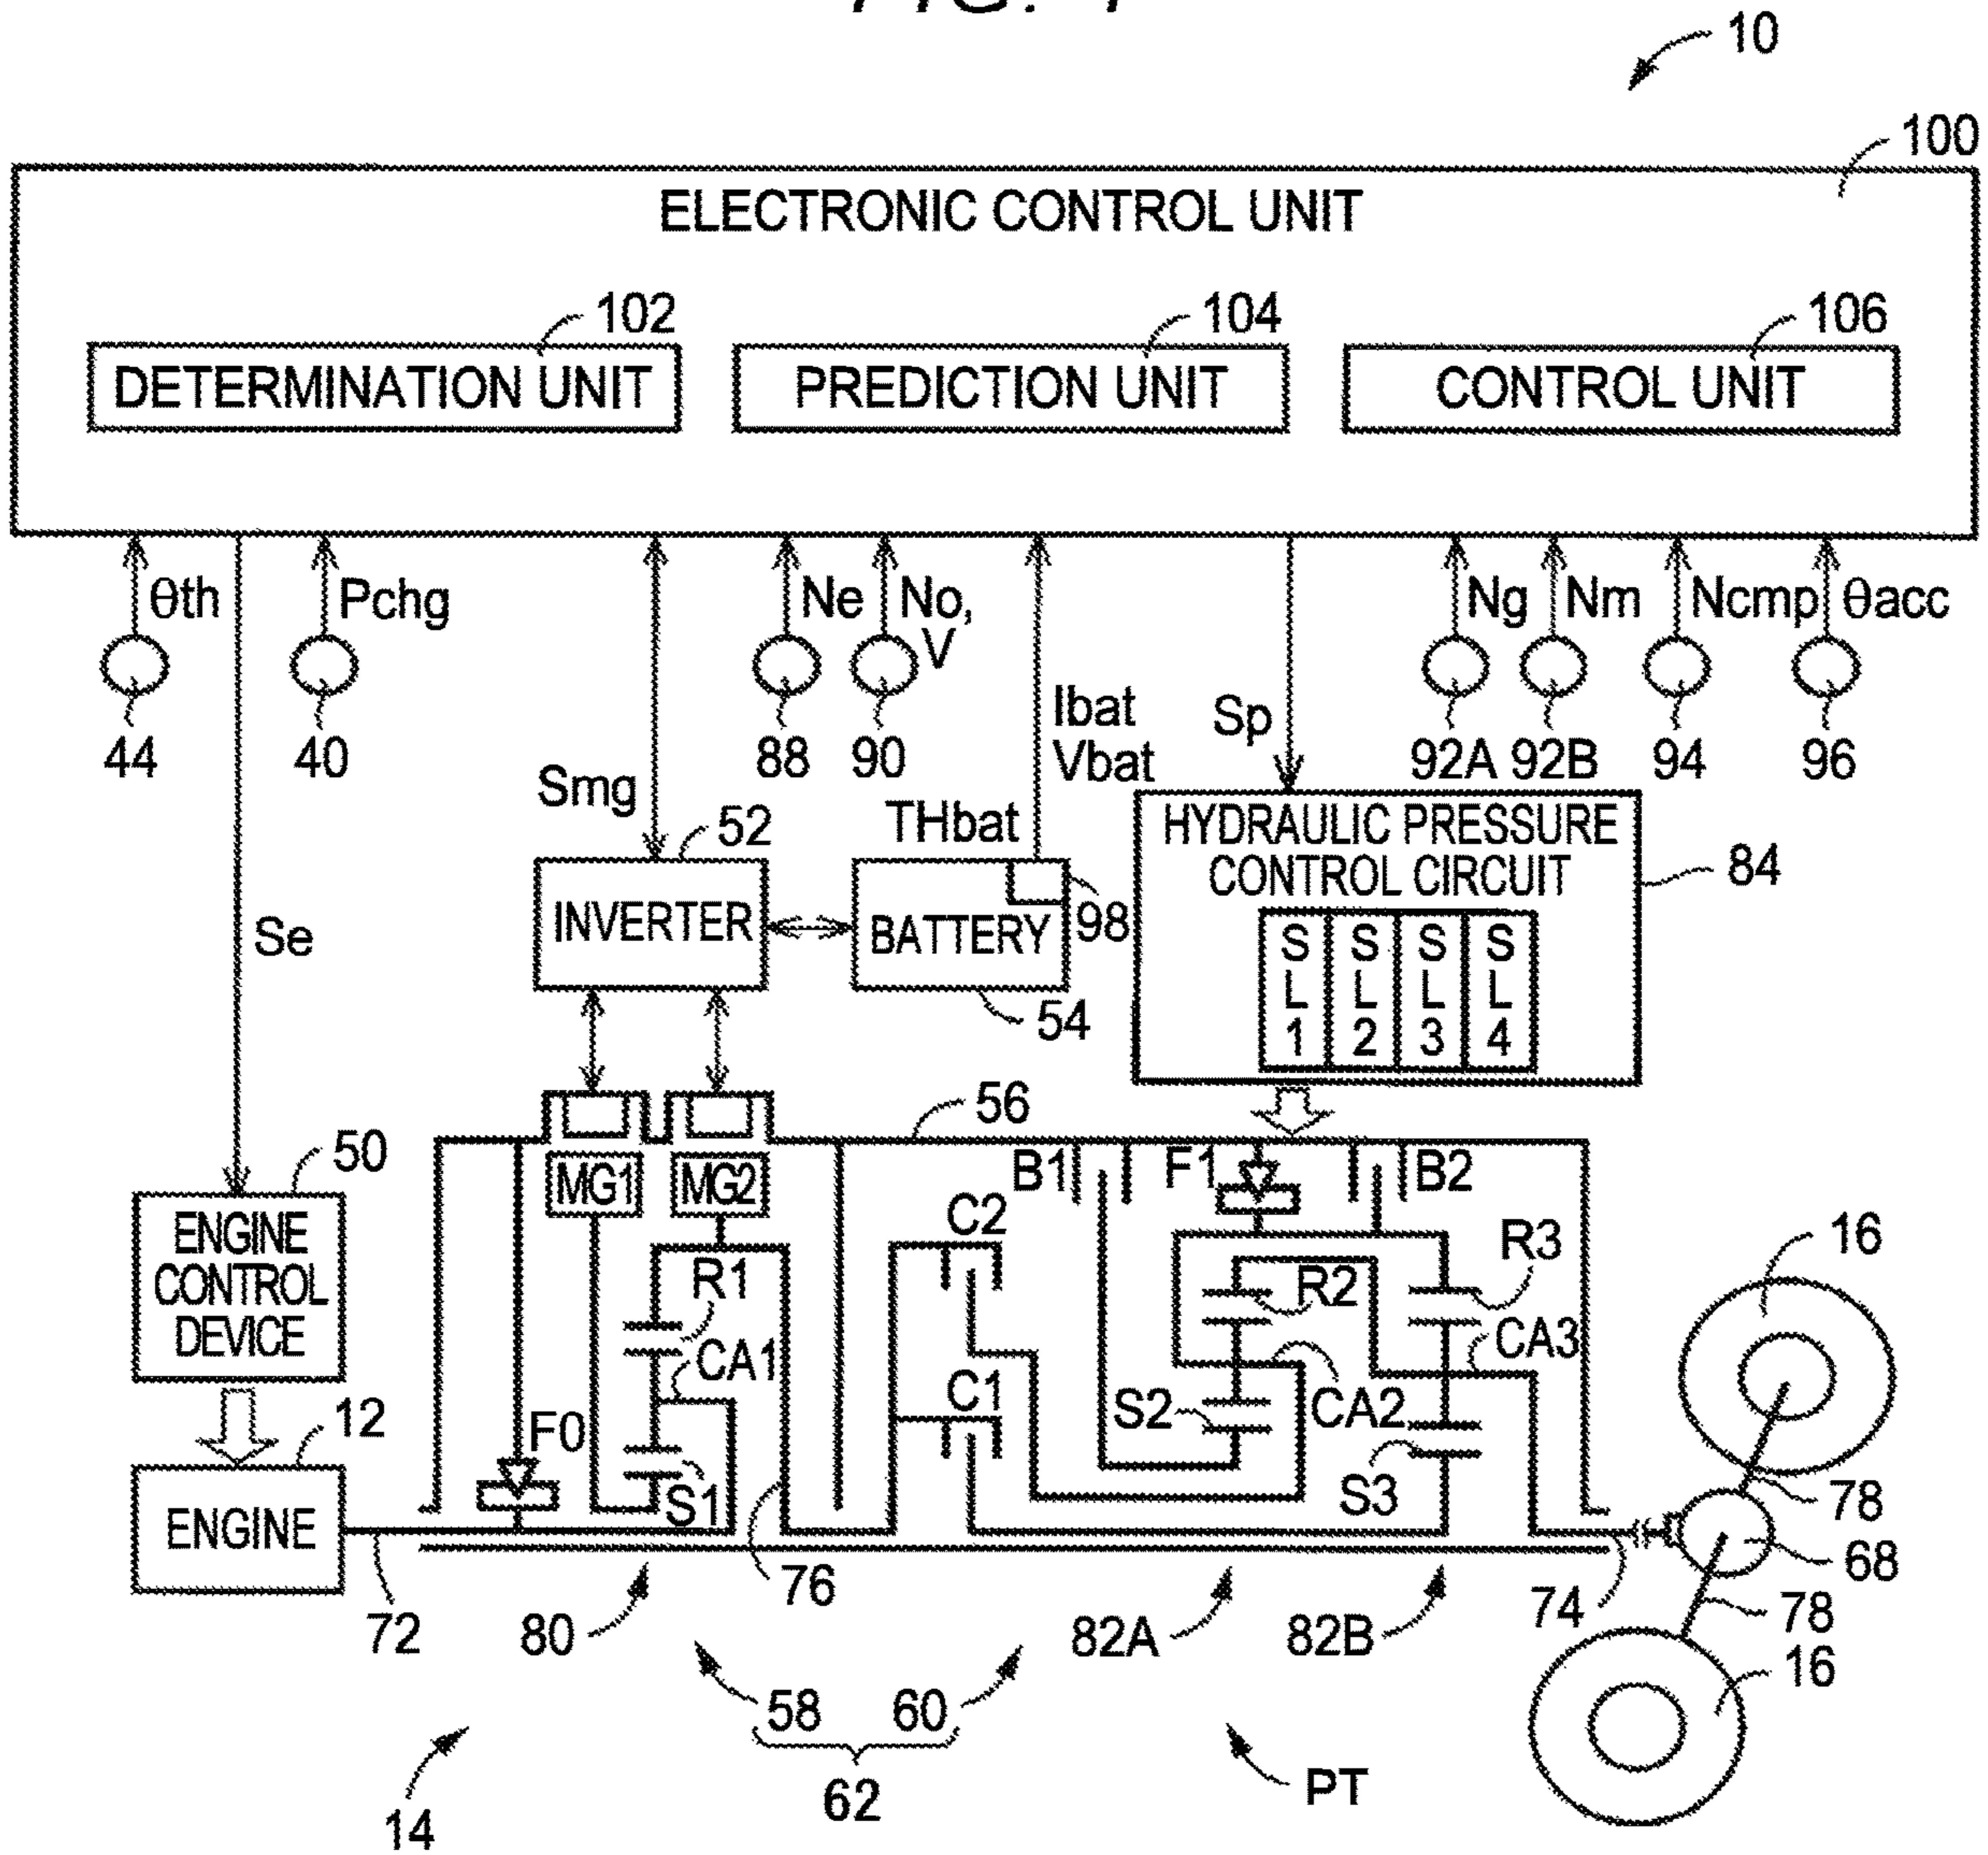 10
100
ELECTRONIC CONTROL UNIT
102
104
106
DETERMINATION UNIT
PREDICTION UNIT
CONTROL UNIT
θth
Pchg
Ne
No,
V
Ng
Nm
Ncmp
θacc
44
40
88
90
92A
92B
94
96
Smg
Ibat
Vbat
THbat
Sp
Se
52
INVERTER
BATTERY
98
54
HYDRAULIC PRESSURE
CONTROL CIRCUIT
84
SL1
SL2
SL3
SL4
56
50
ENGINE
CONTROL
DEVICE
MG1
MG2
B1
F1
B2
C2
R1
R2
R3
16
CA1
C1
CA3
S2
CA2
12
F0
S1
S3
ENGINE
78
68
72
80
76
82A
82B
74
78
16
58
60
62
14
PT